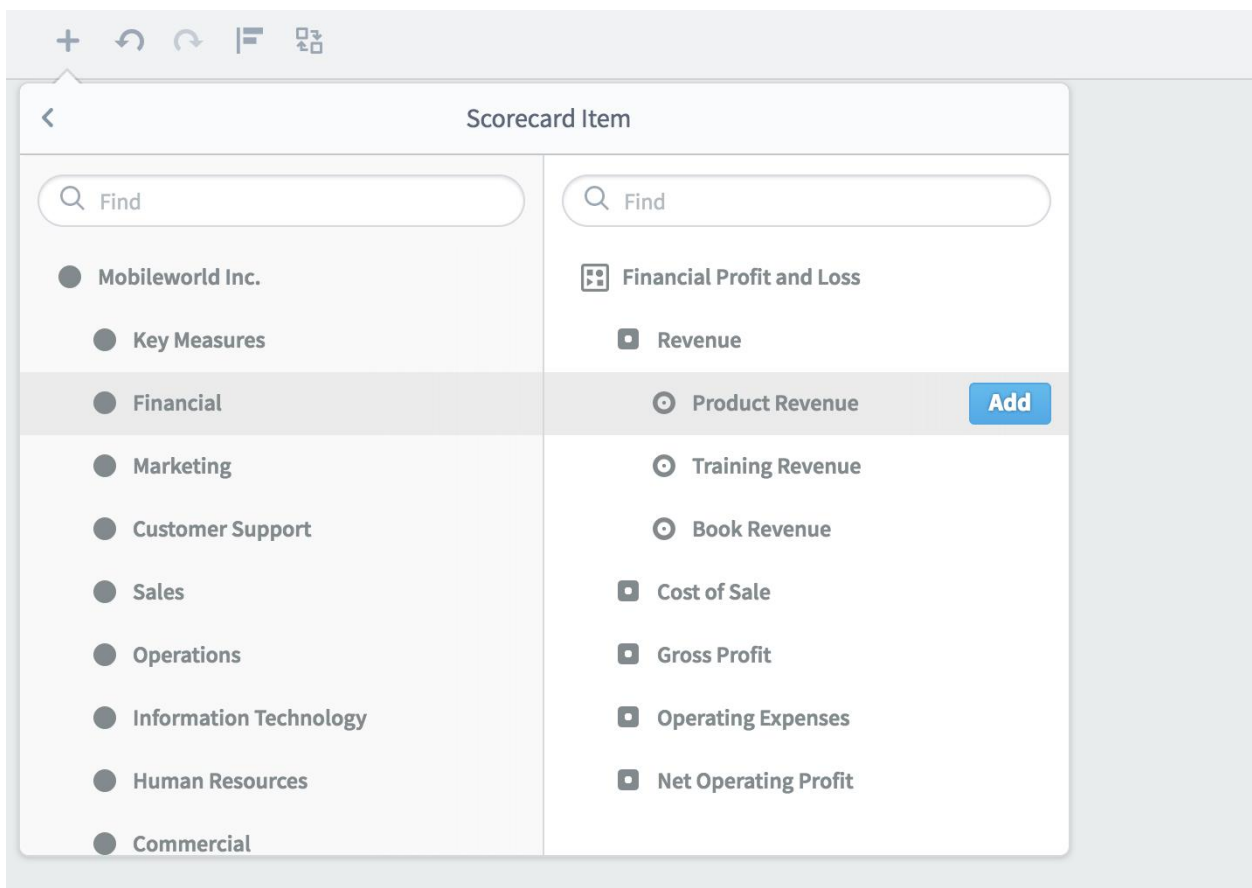 Scorecard Item
Find
Mobileworld Inc.
Key Measures
Financial
Marketing
Customer Support
Sales
Operations
Information Technology
Human Resources
Commercial
Find
Financial Profit and Loss
Revenue
Product Revenue
Add
Training Revenue
Book Revenue
Cost of Sale
Gross Profit
Operating Expenses
Net Operating Profit